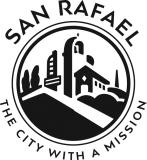 SAN RAFAEL
THE CITY WITH A MISSION